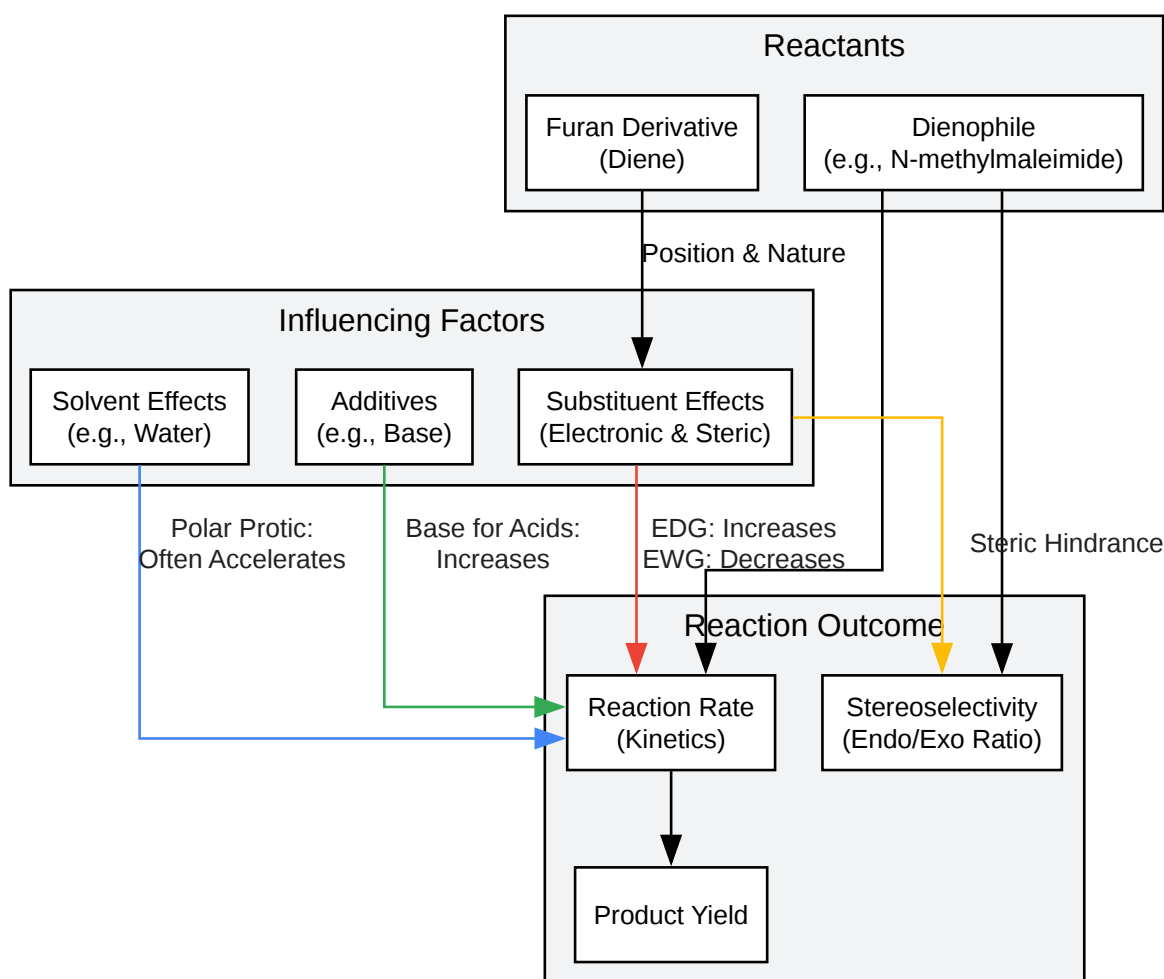 Reactants
Furan Derivative
(Diene)
Dienophile
(e.g., N-methylmaleimide)
Position & Nature
Influencing Factors
Solvent Effects
(e.g., Water)
Additives
(e.g., Base)
Substituent Effects
(Electronic & Steric)
Polar Protic:
Often Accelerates
Base for Acids:
Increases
EDG: Increases
EWG: Decreases
Steric Hindrance
Reaction Outcome
Reaction Rate
(Kinetics)
Stereoselectivity
(Endo/Exo Ratio)
Product Yield